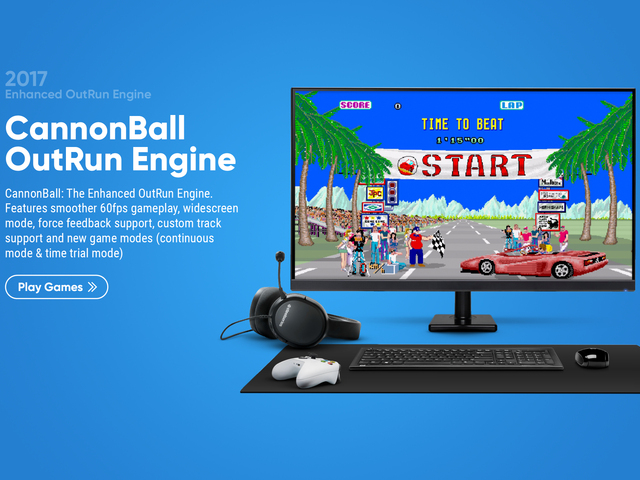 2017
Enhanced OutRun Engine
CannonBall
OutRun Engine
CannonBall: The Enhanced OutRun Engine.
Features smoother 60fps gameplay, widescreen
mode, force feedback support, custom track
support and new game modes (continuous
mode & time trial mode)
Play Games
SCORE 0 LAP
TIME TO BEAT
1'15"00
START